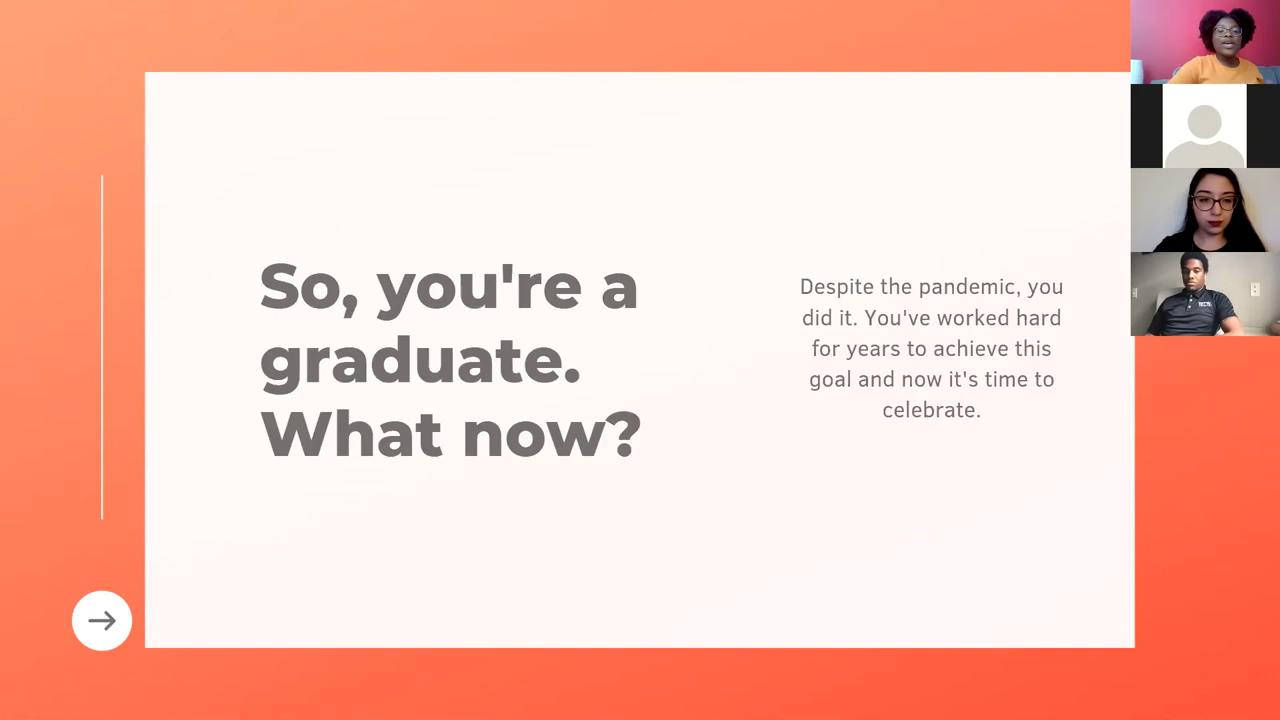 So, you're a
graduate.
What now?
Despite the pandemic, you
did it. You've worked hard
for years to achieve this
goal and now it's time to
celebrate.